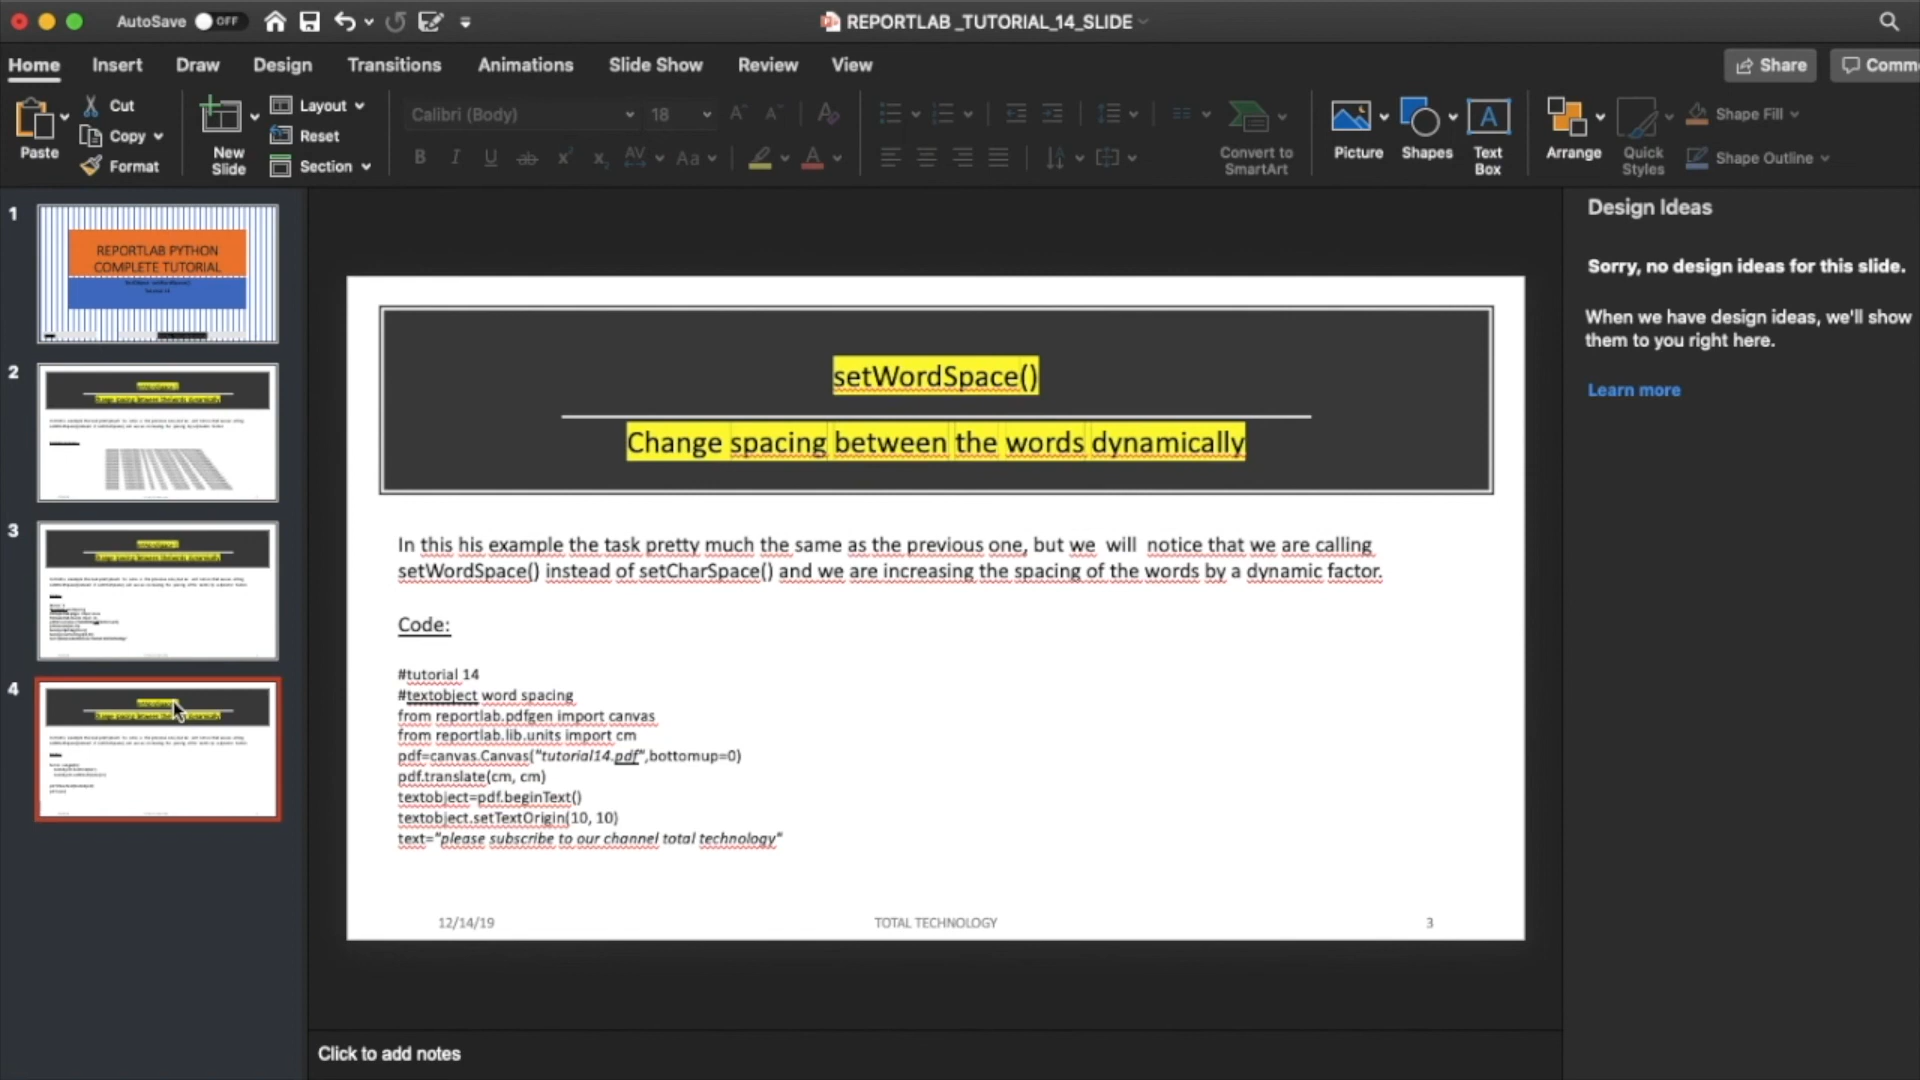 AutoSave OFF
REPORTLAB _TUTORIAL_14_SLIDE
Home Insert Draw Design Transitions Animations Slide Show Review View
Share Comm
Paste
Cut
Copy
Format
New
Slide
Layout
Reset
Section
Calibri (Body) 18
Convert to
SmartArt
Picture
Shapes
Text
Box
Arrange
Quick
Styles
Shape Fill
Shape Outline
1
REPORTLAB PYTHON
COMPLETE TUTORIAL
2
3
4
setWordSpace()
Change spacing between the words dynamically
In this his example the task pretty much the same as the previous one, but we will notice that we are calling
setWordSpace() instead of setCharSpace() and we are increasing the spacing of the words by a dynamic factor.
Code:
#tutorial 14
#textobject word spacing
from reportlab.pdfgen import canvas
from reportlab.lib.units import cm
pdf=canvas.Canvas("tutorial14.pdf",bottomup=0)
pdf.translate(cm, cm)
textobject=pdf.beginText()
textobject.setTextOrigin(10, 10)
text="please subscribe to our channel total technology"
12/14/19 TOTAL TECHNOLOGY 3
Click to add notes
Design Ideas
Sorry, no design ideas for this slide.
When we have design ideas, we'll show
them to you right here.
Learn more